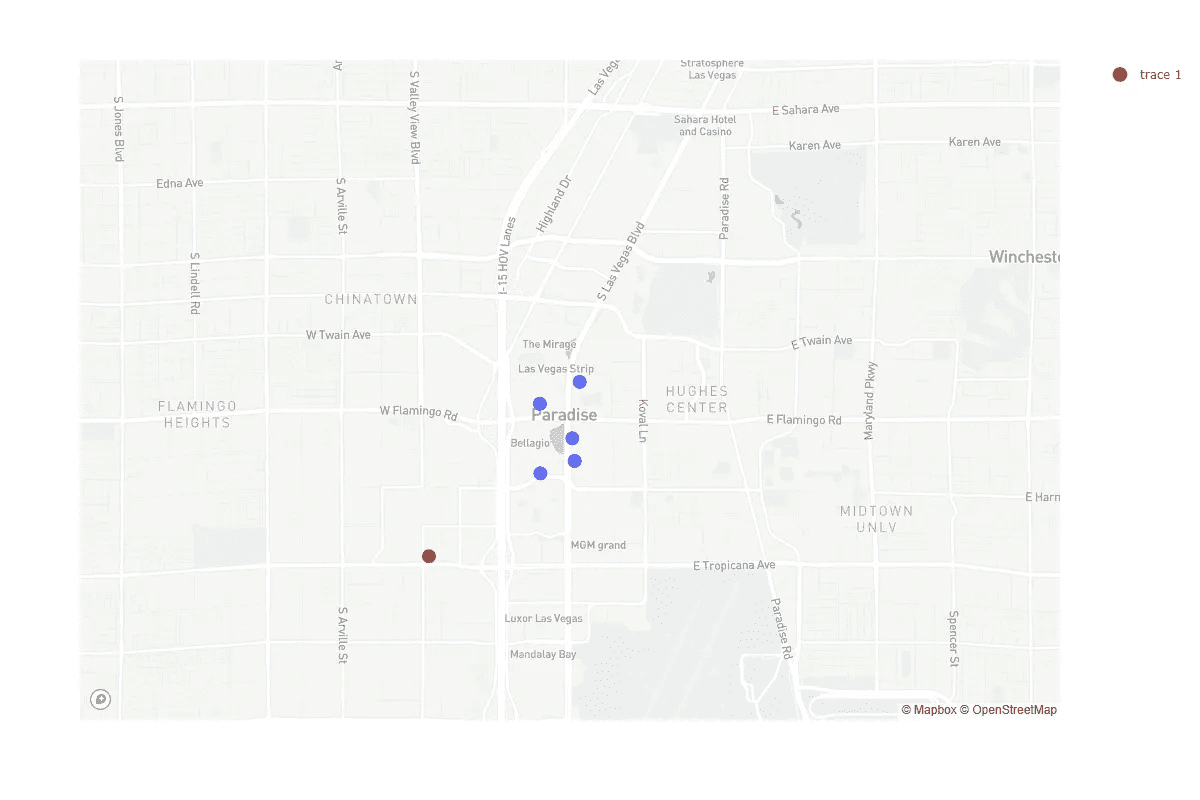 Stratosphere
Las Vegas
trace 1
S Jones Blvd
S Valley View Blvd
E Sahara Ave
Sahara Hotel
and Casino
Karen Ave
Karen Ave
Edna Ave
S Arville St
Highland Dr
Paradise Rd
I-15 HOV Lanes
S Las Vegas Blvd
S Lindell Rd
CHINATOWN
W Twain Ave
The Mirage
E Twain Ave
Las Vegas Strip
HUGHES
CENTER
Maryland Pkwy
FLAMINGO
HEIGHTS
W Flamingo Rd
Paradise
Koval Ln
E Flamingo Rd
Bellagio
MIDTOWN
UNLV
MGM grand
E Tropicana Ave
S Arville St
Luxor Las Vegas
Paradise Rd
Spencer St
Mandalay Bay
© Mapbox © OpenStreetMap